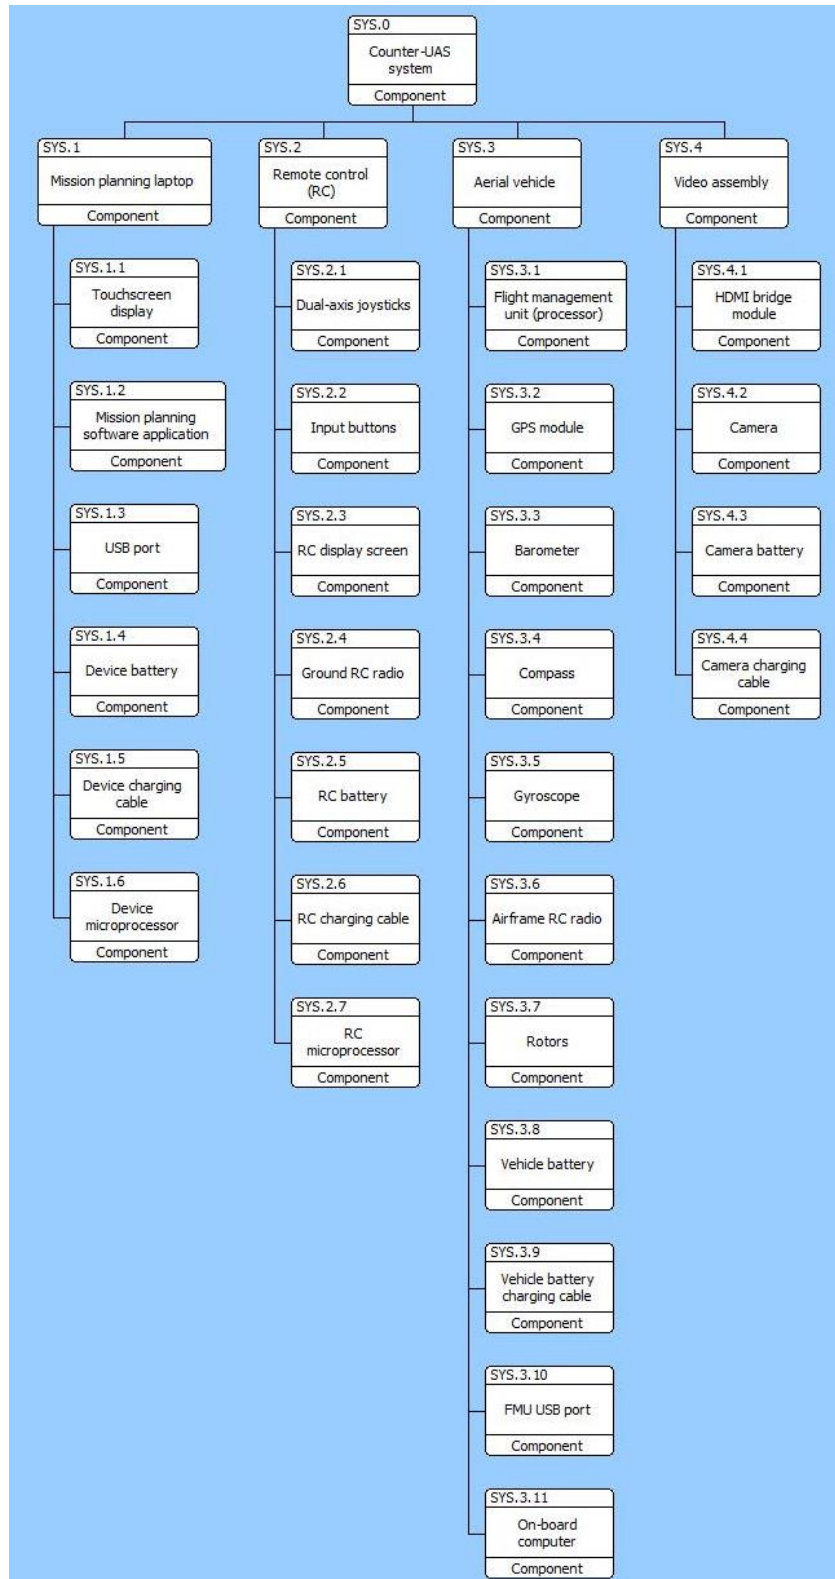 SYS.0
Counter-UAS
system
Component
SYS.1
Mission planning laptop
Component
SYS.1.1
Touchscreen
display
Component
SYS.1.2
Mission planning
software application
Component
SYS.1.3
USB port
Component
SYS.1.4
Device battery
Component
SYS.1.5
Device charging
cable
Component
SYS.1.6
Device
microprocessor
Component
SYS.2
Remote control
(RC)
Component
SYS.2.1
Dual-axis joysticks
Component
SYS.2.2
Input buttons
Component
SYS.2.3
RC display screen
Component
SYS.2.4
Ground RC radio
Component
SYS.2.5
RC battery
Component
SYS.2.6
RC charging cable
Component
SYS.2.7
RC
microprocessor
Component
SYS.3
Aerial vehicle
Component
SYS.3.1
Flight management
unit (processor)
Component
SYS.3.2
GPS module
Component
SYS.3.3
Barometer
Component
SYS.3.4
Compass
Component
SYS.3.5
Gyroscope
Component
SYS.3.6
Airframe RC radio
Component
SYS.3.7
Rotors
Component
SYS.3.8
Vehicle battery
Component
SYS.3.9
Vehicle battery
charging cable
Component
SYS.3.10
FMU USB port
Component
SYS.3.11
On-board
computer
Component
SYS.4
Video assembly
Component
SYS.4.1
HDMI bridge
module
Component
SYS.4.2
Camera
Component
SYS.4.3
Camera battery
Component
SYS.4.4
Camera charging
cable
Component